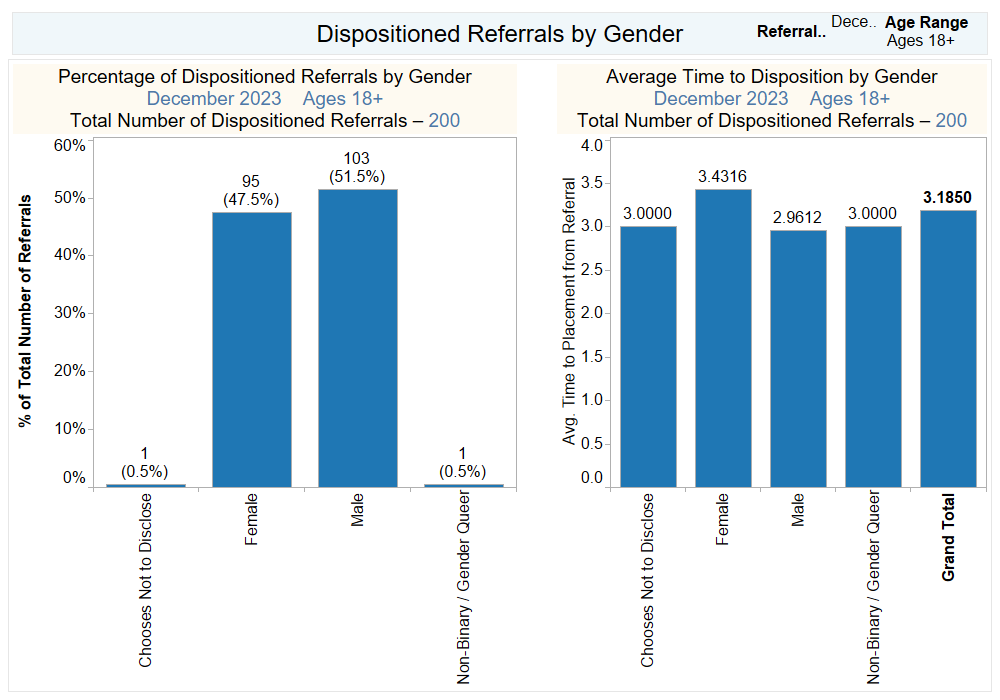 Dispositioned Referrals by Gender
Referral.. Dece.. Age Range
Ages 18+
Percentage of Dispositioned Referrals by Gender
December 2023 Ages 18+
Total Number of Dispositioned Referrals – 200
% of Total Number of Referrals
60%
50%
40%
30%
20%
10%
0%
1
(0.5%)
95
(47.5%)
103
(51.5%)
1
(0.5%)
Chooses Not to Disclose
Female
Male
Non-Binary / Gender Queer
Average Time to Disposition by Gender
December 2023 Ages 18+
Total Number of Dispositioned Referrals – 200
Avg. Time to Placement from Referral
4.0
3.5
3.0
2.5
2.0
1.5
1.0
0.5
0.0
3.0000
3.4316
2.9612
3.0000
3.1850
Chooses Not to Disclose
Female
Male
Non-Binary / Gender Queer
Grand Total